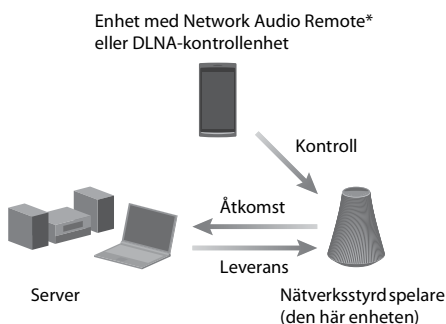 Enhet med Network Audio Remote*
eller DLNA-kontrollenhet
Kontroll
Åtkomst
Leverans
Server
Nätverksstyrd spelare
(den här enheten)